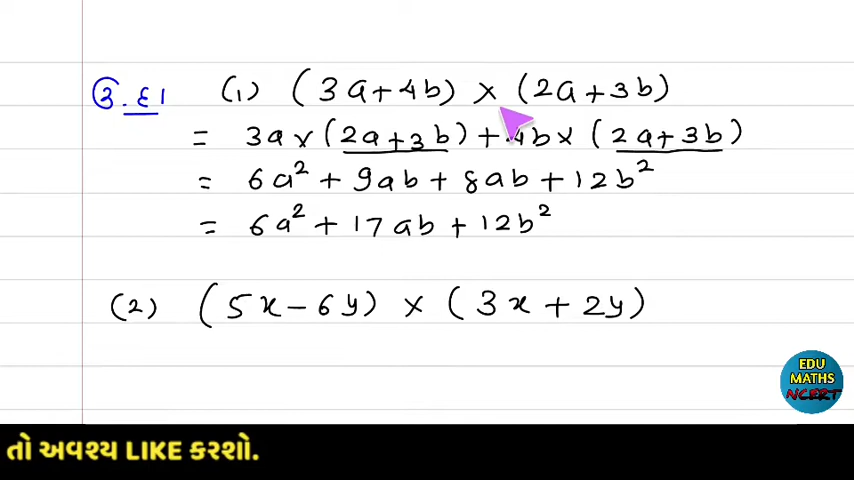 ઉ.દા (1) (3a+4b) × (2a+3b)
= 3a × (2a+3b) + 4b × (2a+3b)
= 6a² + 9ab + 8ab + 12b²
= 6a² + 17ab + 12b²
(2) (5x-6y) × (3x + 2y)
EDU
MATHS
NCERT
તો અવશ્ય LIKE કરશો.